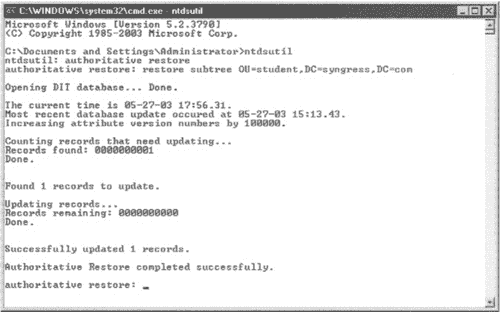 C:\WINDOWS\system32\cmd.exe - ntdsutil
Microsoft Windows [Version 5.2.3790]
(C) Copyright 1985-2003 Microsoft Corp.
C:\Documents and Settings\Administrator>ntdsutil
ntdsutil: authoritative restore
authoritative restore: restore subtree OU=student,DC=syngress,DC=com
Opening DIT database... Done.
The current time is 05-27-03 17:56.31.
Most recent database update occured at 05-27-03 15:13.43.
Increasing attribute version numbers by 100000.
Counting records that need updating...
Records found: 0000000001
Done.
Found 1 records to update.
Updating records...
Records remaining: 0000000000
Done.
Successfully updated 1 records.
Authoritative Restore completed successfully.
authoritative restore: _